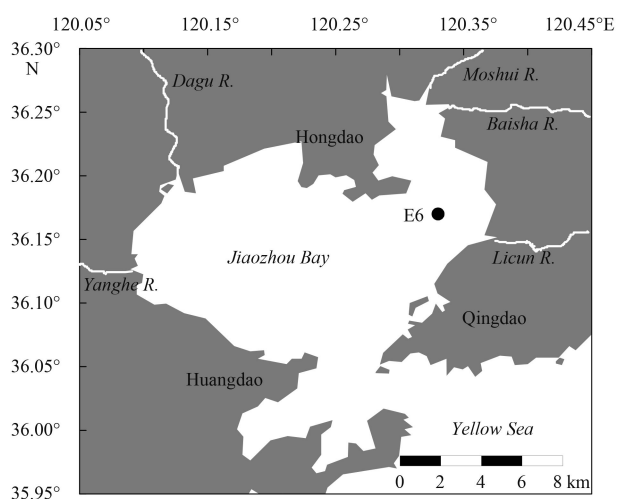 120.05° 120.15° 120.25° 120.35° 120.45°E
36.30°
N
Moshui R.
Dagu R.
36.25°
Baisha R.
Hongdao
36.20°
E6
36.15°
Jiaozhou Bay
Licun R.
Yanghe R.
36.10°
Qingdao
36.05°
Huangdao
36.00°
Yellow Sea
35.95°
0 2 4 6 8 km